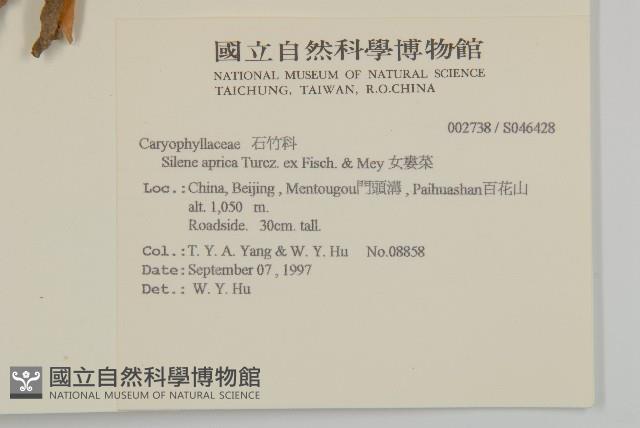 國立自然科學博物館
NATIONAL MUSEUM OF NATURAL SCIENCE
TAICHUNG, TAIWAN, R.O.CHINA
002738 / S046428
Caryophyllaceae 石竹科
Silene aprica Turcz. ex Fisch. & Mey 女婁菜
Loc.: China, Beijing , Mentougou門頭溝 , Paihuashan百花山
alt. 1,050 m.
Roadside. 30cm. tall.
Col.: T. Y. A. Yang & W. Y. Hu No.08858
Date: September 07 , 1997
Det.: W. Y. Hu
國立自然科學博物館
NATIONAL MUSEUM OF NATURAL SCIENCE